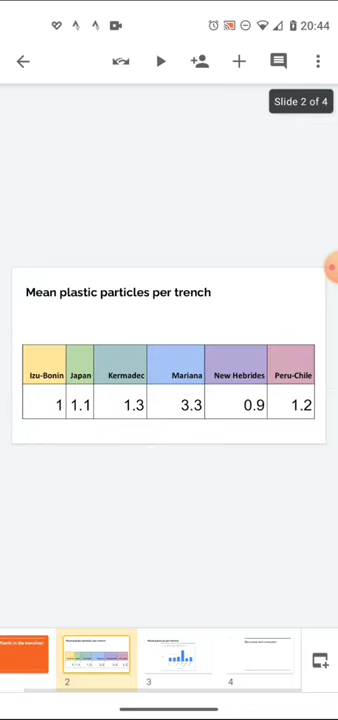 20:44
Slide 2 of 4
Mean plastic particles per trench
Izu-Bonin Japan Kermadec Mariana New Hebrides Peru-Chile
1 1.1 1.3 3.3 0.9 1.2
2 3 4